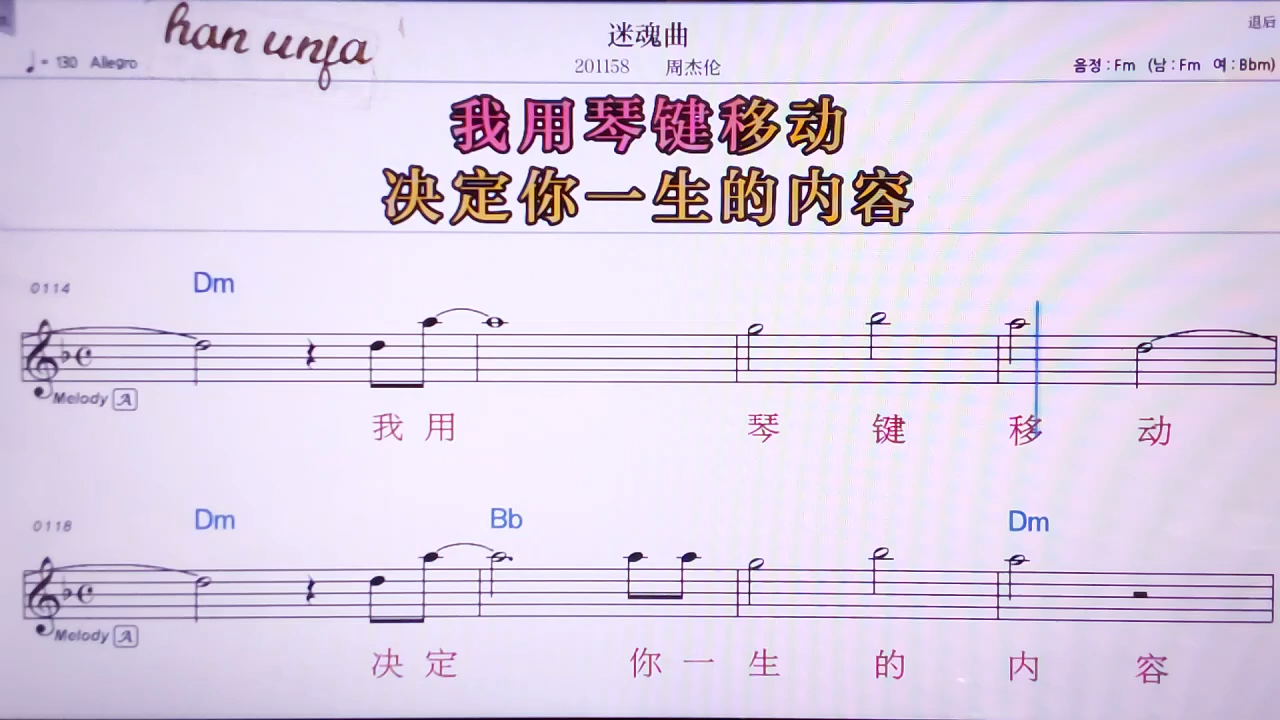 han unfa
迷魂曲
退后
♩= 130 Allegro
201158 周杰伦
음정 : Fm (남 : Fm 여 : Bbm)
我用琴键移动
决定你一生的内容
0114 Dm
Melody A
我 用 琴 键 移 动
0118 Dm Bb Dm
Melody A
决 定 你 一 生 的 内 容